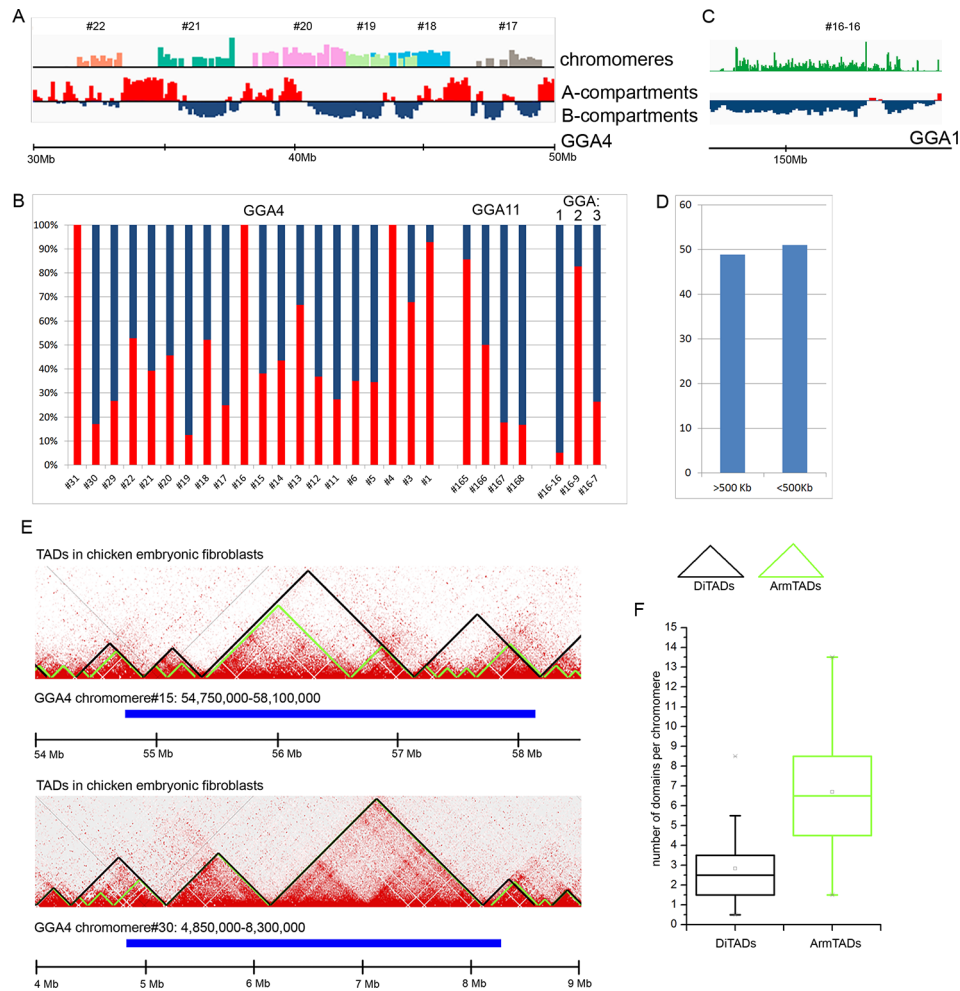 A
#22 #21 #20 #19 #18 #17
chromomeres
A-compartments
B-compartments
GGA4
30Mb 40Mb 50Mb
C
#16-16
GGA1
150Mb
B
GGA4 GGA11 GGA:
1 2 3
100%
90%
80%
70%
60%
50%
40%
30%
20%
10%
0%
#31 #30 #29 #22 #21 #20 #19 #18 #17 #16 #15 #14 #13 #12 #11 #6 #5 #4 #3 #1 #165 #166 #167 #168 #16-16 #16-9 #16-7
D
60
50
40
30
20
10
0
>500 Kb <500Kb
E
TADs in chicken embryonic fibroblasts
GGA4 chromomere#15: 54,750,000-58,100,000
54 Mb 55 Mb 56 Mb 57 Mb 58 Mb
TADs in chicken embryonic fibroblasts
GGA4 chromomere#30: 4,850,000-8,300,000
4 Mb 5 Mb 6 Mb 7 Mb 8 Mb 9 Mb
DiTADs ArmTADs
F
number of domains per chromomere
15
14
13
12
11
10
9
8
7
6
5
4
3
2
1
0
DiTADs ArmTADs